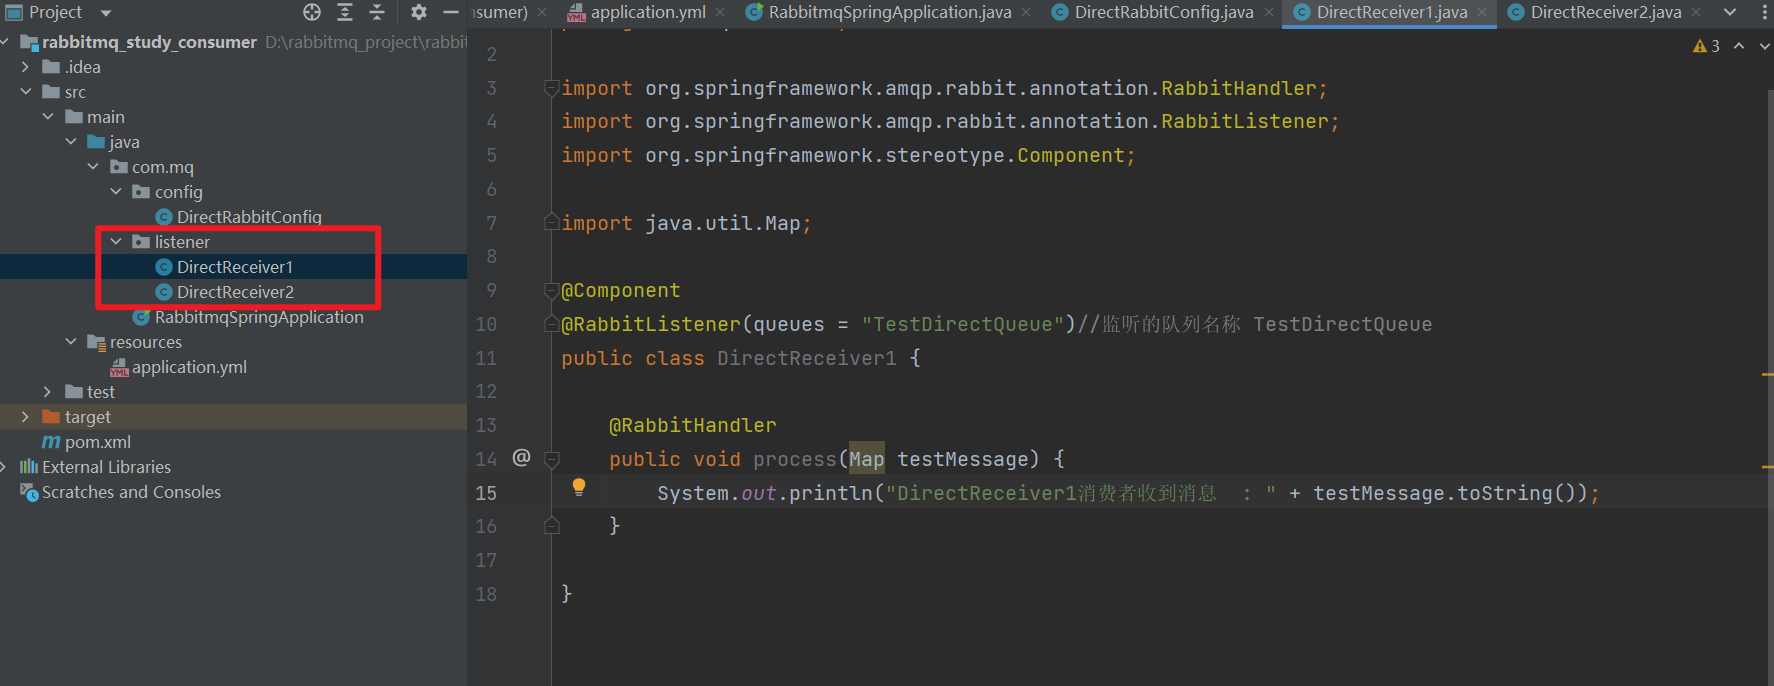 Project
nsumer)
application.yml
RabbitmqSpringApplication.java
DirectRabbitConfig.java
DirectReceiver1.java
DirectReceiver2.java
rabbitmq_study_consumer D:\rabbitmq_project\rabbit
.idea
src
main
java
com.mq
config
DirectRabbitConfig
listener
DirectReceiver1
DirectReceiver2
RabbitmqSpringApplication
resources
application.yml
test
target
pom.xml
External Libraries
Scratches and Consoles
3
2
3 import org.springframework.amqp.rabbit.annotation.RabbitHandler;
4 import org.springframework.amqp.rabbit.annotation.RabbitListener;
5 import org.springframework.stereotype.Component;
6
7 import java.util.Map;
8
9 @Component
10 @RabbitListener(queues = "TestDirectQueue")//监听的队列名称 TestDirectQueue
11 public class DirectReceiver1 {
12
13 @RabbitHandler
14 @ public void process(Map testMessage) {
15 System.out.println("DirectReceiver1消费者收到消息  : " + testMessage.toString());
16 }
17
18 }